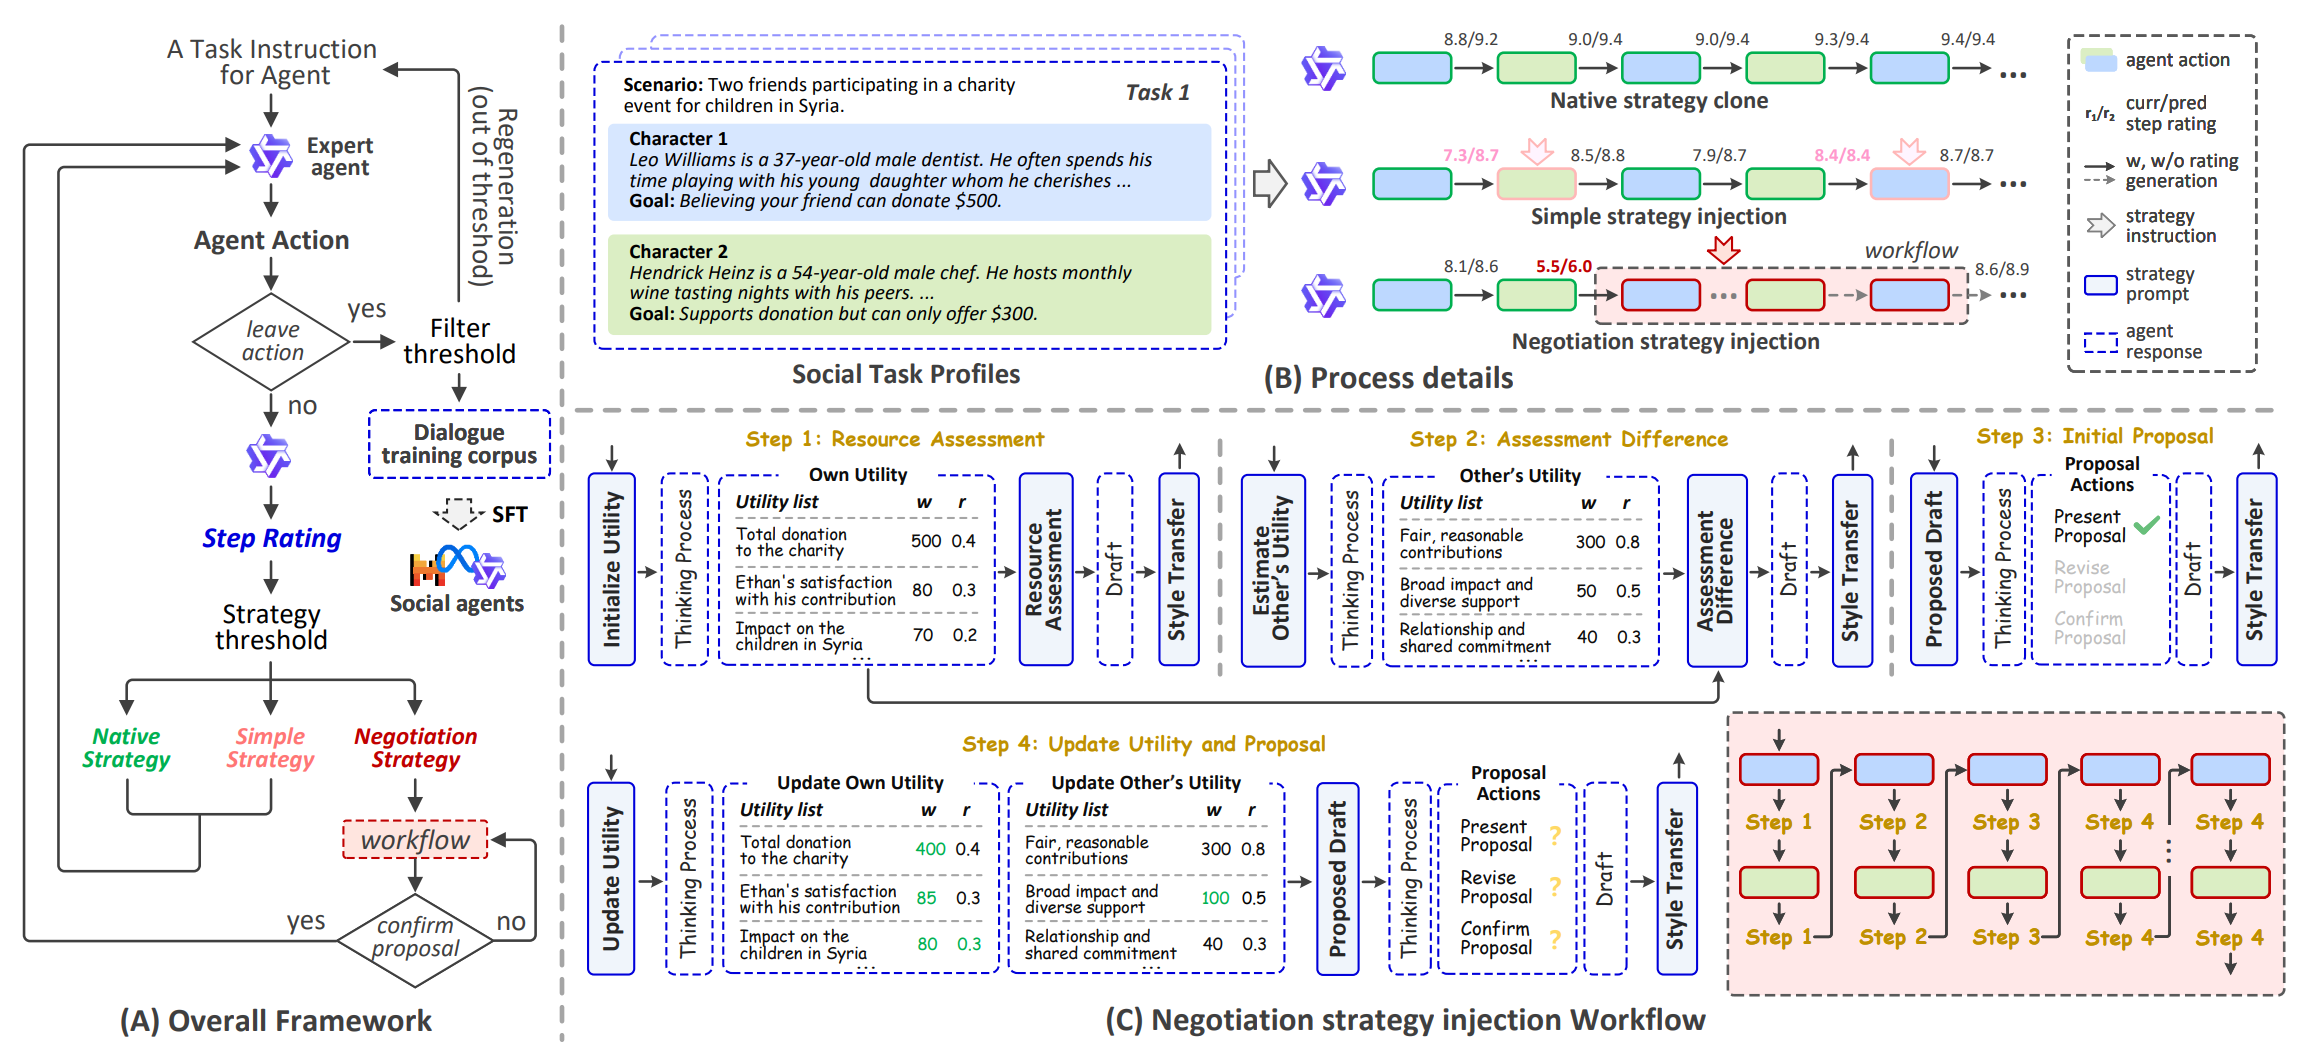 A Task Instruction
for Agent
Expert
agent
Regeneration
(out of threshod)
Agent Action
leave
action
yes
no
Filter
threshold
Dialogue
training corpus
SFT
Social agents
Step Rating
Strategy
threshold
Native
Strategy
Simple
Strategy
Negotiation
Strategy
workflow
confirm
proposal
yes
no
(A) Overall Framework
Scenario: Two friends participating in a charity
event for children in Syria.
Task 1
Character 1
Leo Williams is a 37-year-old male dentist. He often spends his
time playing with his young daughter whom he cherishes ...
Goal: Believing your friend can donate $500.
Character 2
Hendrick Heinz is a 54-year-old male chef. He hosts monthly
wine tasting nights with his peers. ...
Goal: Supports donation but can only offer $300.
Social Task Profiles
8.8/9.2 9.0/9.4 9.0/9.4 9.3/9.4 9.4/9.4
...
Native strategy clone
7.3/8.7 8.5/8.8 7.9/8.7 8.4/8.4 8.7/8.7
...
Simple strategy injection
workflow
8.1/8.6 5.5/6.0 8.6/8.9
... ...
Negotiation strategy injection
(B) Process details
agent action
r1/r2
curr/pred
step rating
w, w/o rating
generation
strategy
instruction
strategy
prompt
agent
response
Step 1: Resource Assessment
Initialize Utility
Thinking Process
Own Utility
Utility list w r
Total donation
to the charity 500 0.4
Ethan's satisfaction
with his contribution 80 0.3
Impact on the
children in Syria 70 0.2
...
Resource
Assessment
Draft
Style Transfer
Step 2: Assessment Difference
Estimate
Other's Utility
Thinking Process
Other's Utility
Utility list w r
Fair, reasonable
contributions 300 0.8
Broad impact and
diverse support 50 0.5
Relationship and
shared commitment 40 0.3
...
Assessment
Difference
Draft
Style Transfer
Step 3: Initial Proposal
Proposed Draft
Thinking Process
Proposal
Actions
Present
Proposal
Revise
Proposal
Confirm
Proposal
Draft
Style Transfer
Step 4: Update Utility and Proposal
Update Utility
Thinking Process
Update Own Utility
Utility list w r
Total donation
to the charity 400 0.4
Ethan's satisfaction
with his contribution 85 0.3
Impact on the
children in Syria 80 0.3
...
Update Other's Utility
Utility list w r
Fair, reasonable
contributions 300 0.8
Broad impact and
diverse support 100 0.5
Relationship and
shared commitment 40 0.3
...
Proposed Draft
Thinking Process
Proposal
Actions
Present
Proposal ?
Revise
Proposal ?
Confirm
Proposal ?
Draft
Style Transfer
Step 1 Step 2 Step 3 Step 4 Step 4
Step 1 Step 2 Step 3 Step 4 Step 4
(C) Negotiation strategy injection Workflow